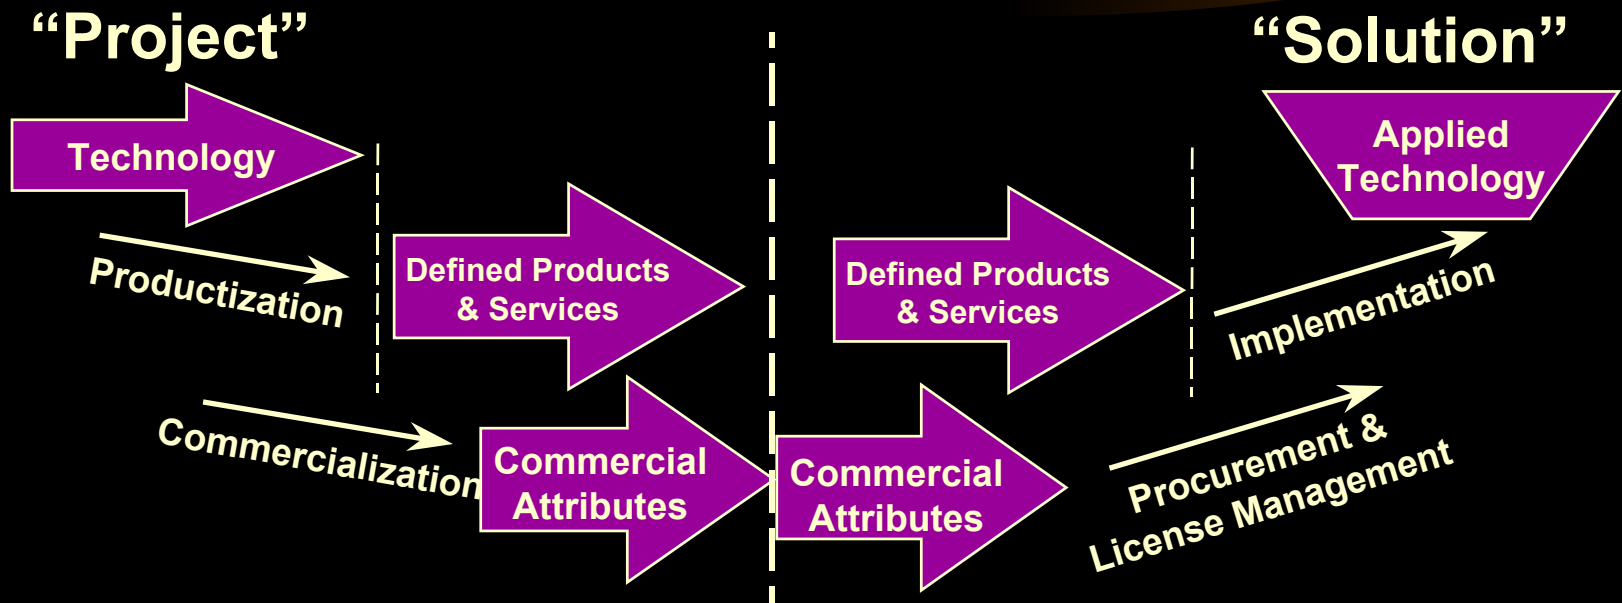 “Project”
“Solution”
Technology
Applied
Technology
Productization
Defined Products
& Services
Defined Products
& Services
Implementation
Commercialization
Commercial
Attributes
Commercial
Attributes
Procurement &
License Management